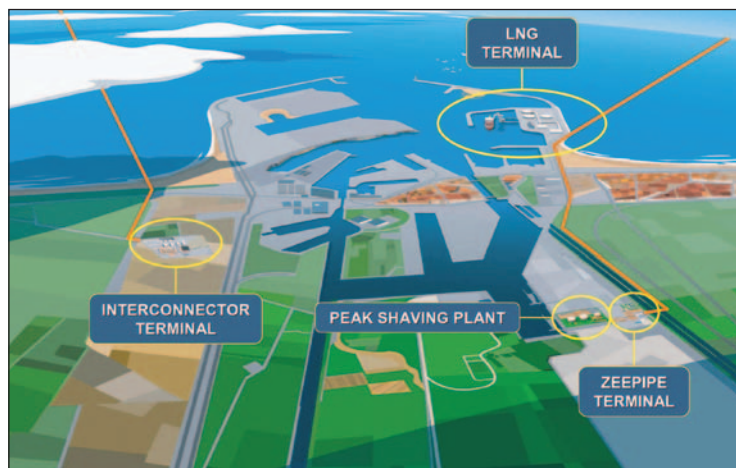 LNG
TERMINAL
INTERCONNECTOR
TERMINAL
PEAK SHAVING PLANT
ZEEPIPE
TERMINAL